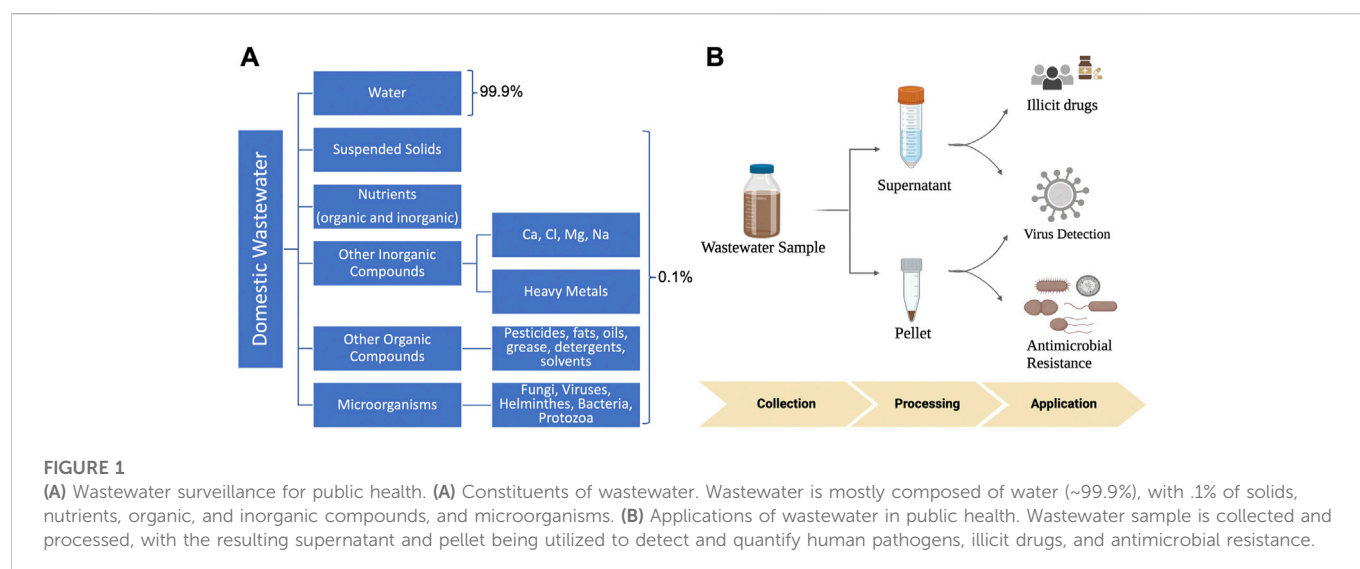 A
Domestic Wastewater
Water
99.9%
Suspended Solids
Nutrients
(organic and inorganic)
Other Inorganic
Compounds
Ca, Cl, Mg, Na
Heavy Metals
0.1%
Other Organic
Compounds
Pesticides, fats, oils,
grease, detergents,
solvents
Microorganisms
Fungi, Viruses,
Helminthes, Bacteria,
Protozoa
B
Wastewater Sample
Supernatant
Pellet
Illicit drugs
Virus Detection
Antimicrobial
Resistance
Collection
Processing
Application
FIGURE 1
(A) Wastewater surveillance for public health. (A) Constituents of wastewater. Wastewater is mostly composed of water (~99.9%), with .1% of solids,
nutrients, organic, and inorganic compounds, and microorganisms. (B) Applications of wastewater in public health. Wastewater sample is collected and
processed, with the resulting supernatant and pellet being utilized to detect and quantify human pathogens, illicit drugs, and antimicrobial resistance.